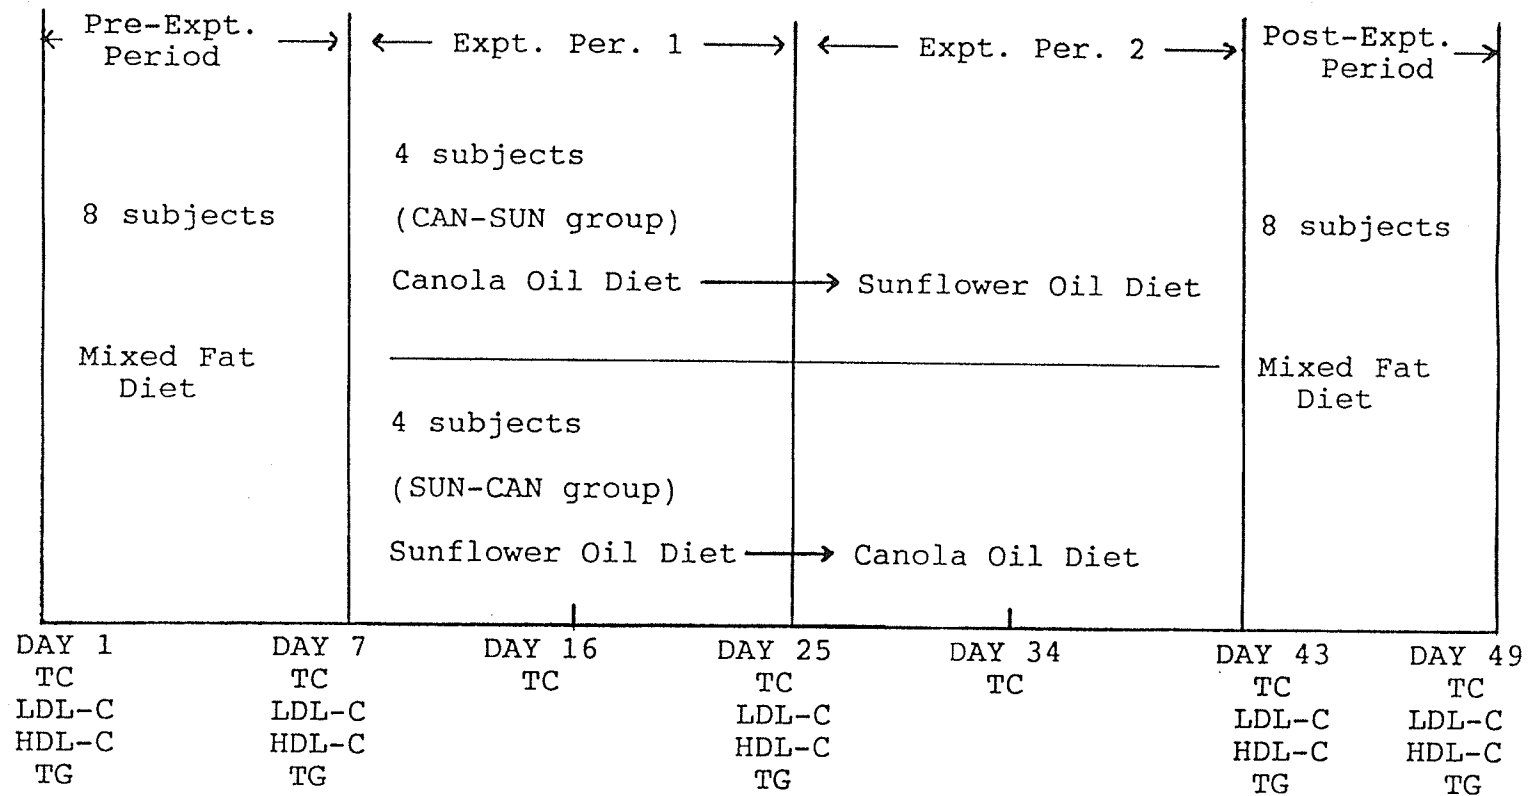 Pre-Expt.
Period
Expt. Per. 1
Expt. Per. 2
Post-Expt.
Period
8 subjects
Mixed Fat
Diet
4 subjects
(CAN-SUN group)
Canola Oil Diet
Sunflower Oil Diet
4 subjects
(SUN-CAN group)
Sunflower Oil Diet
Canola Oil Diet
8 subjects
Mixed Fat
Diet
DAY 1
TC
LDL-C
HDL-C
TG
DAY 7
TC
LDL-C
HDL-C
TG
DAY 16
TC
DAY 25
TC
LDL-C
HDL-C
TG
DAY 34
TC
DAY 43
TC
LDL-C
HDL-C
TG
DAY 49
TC
LDL-C
HDL-C
TG